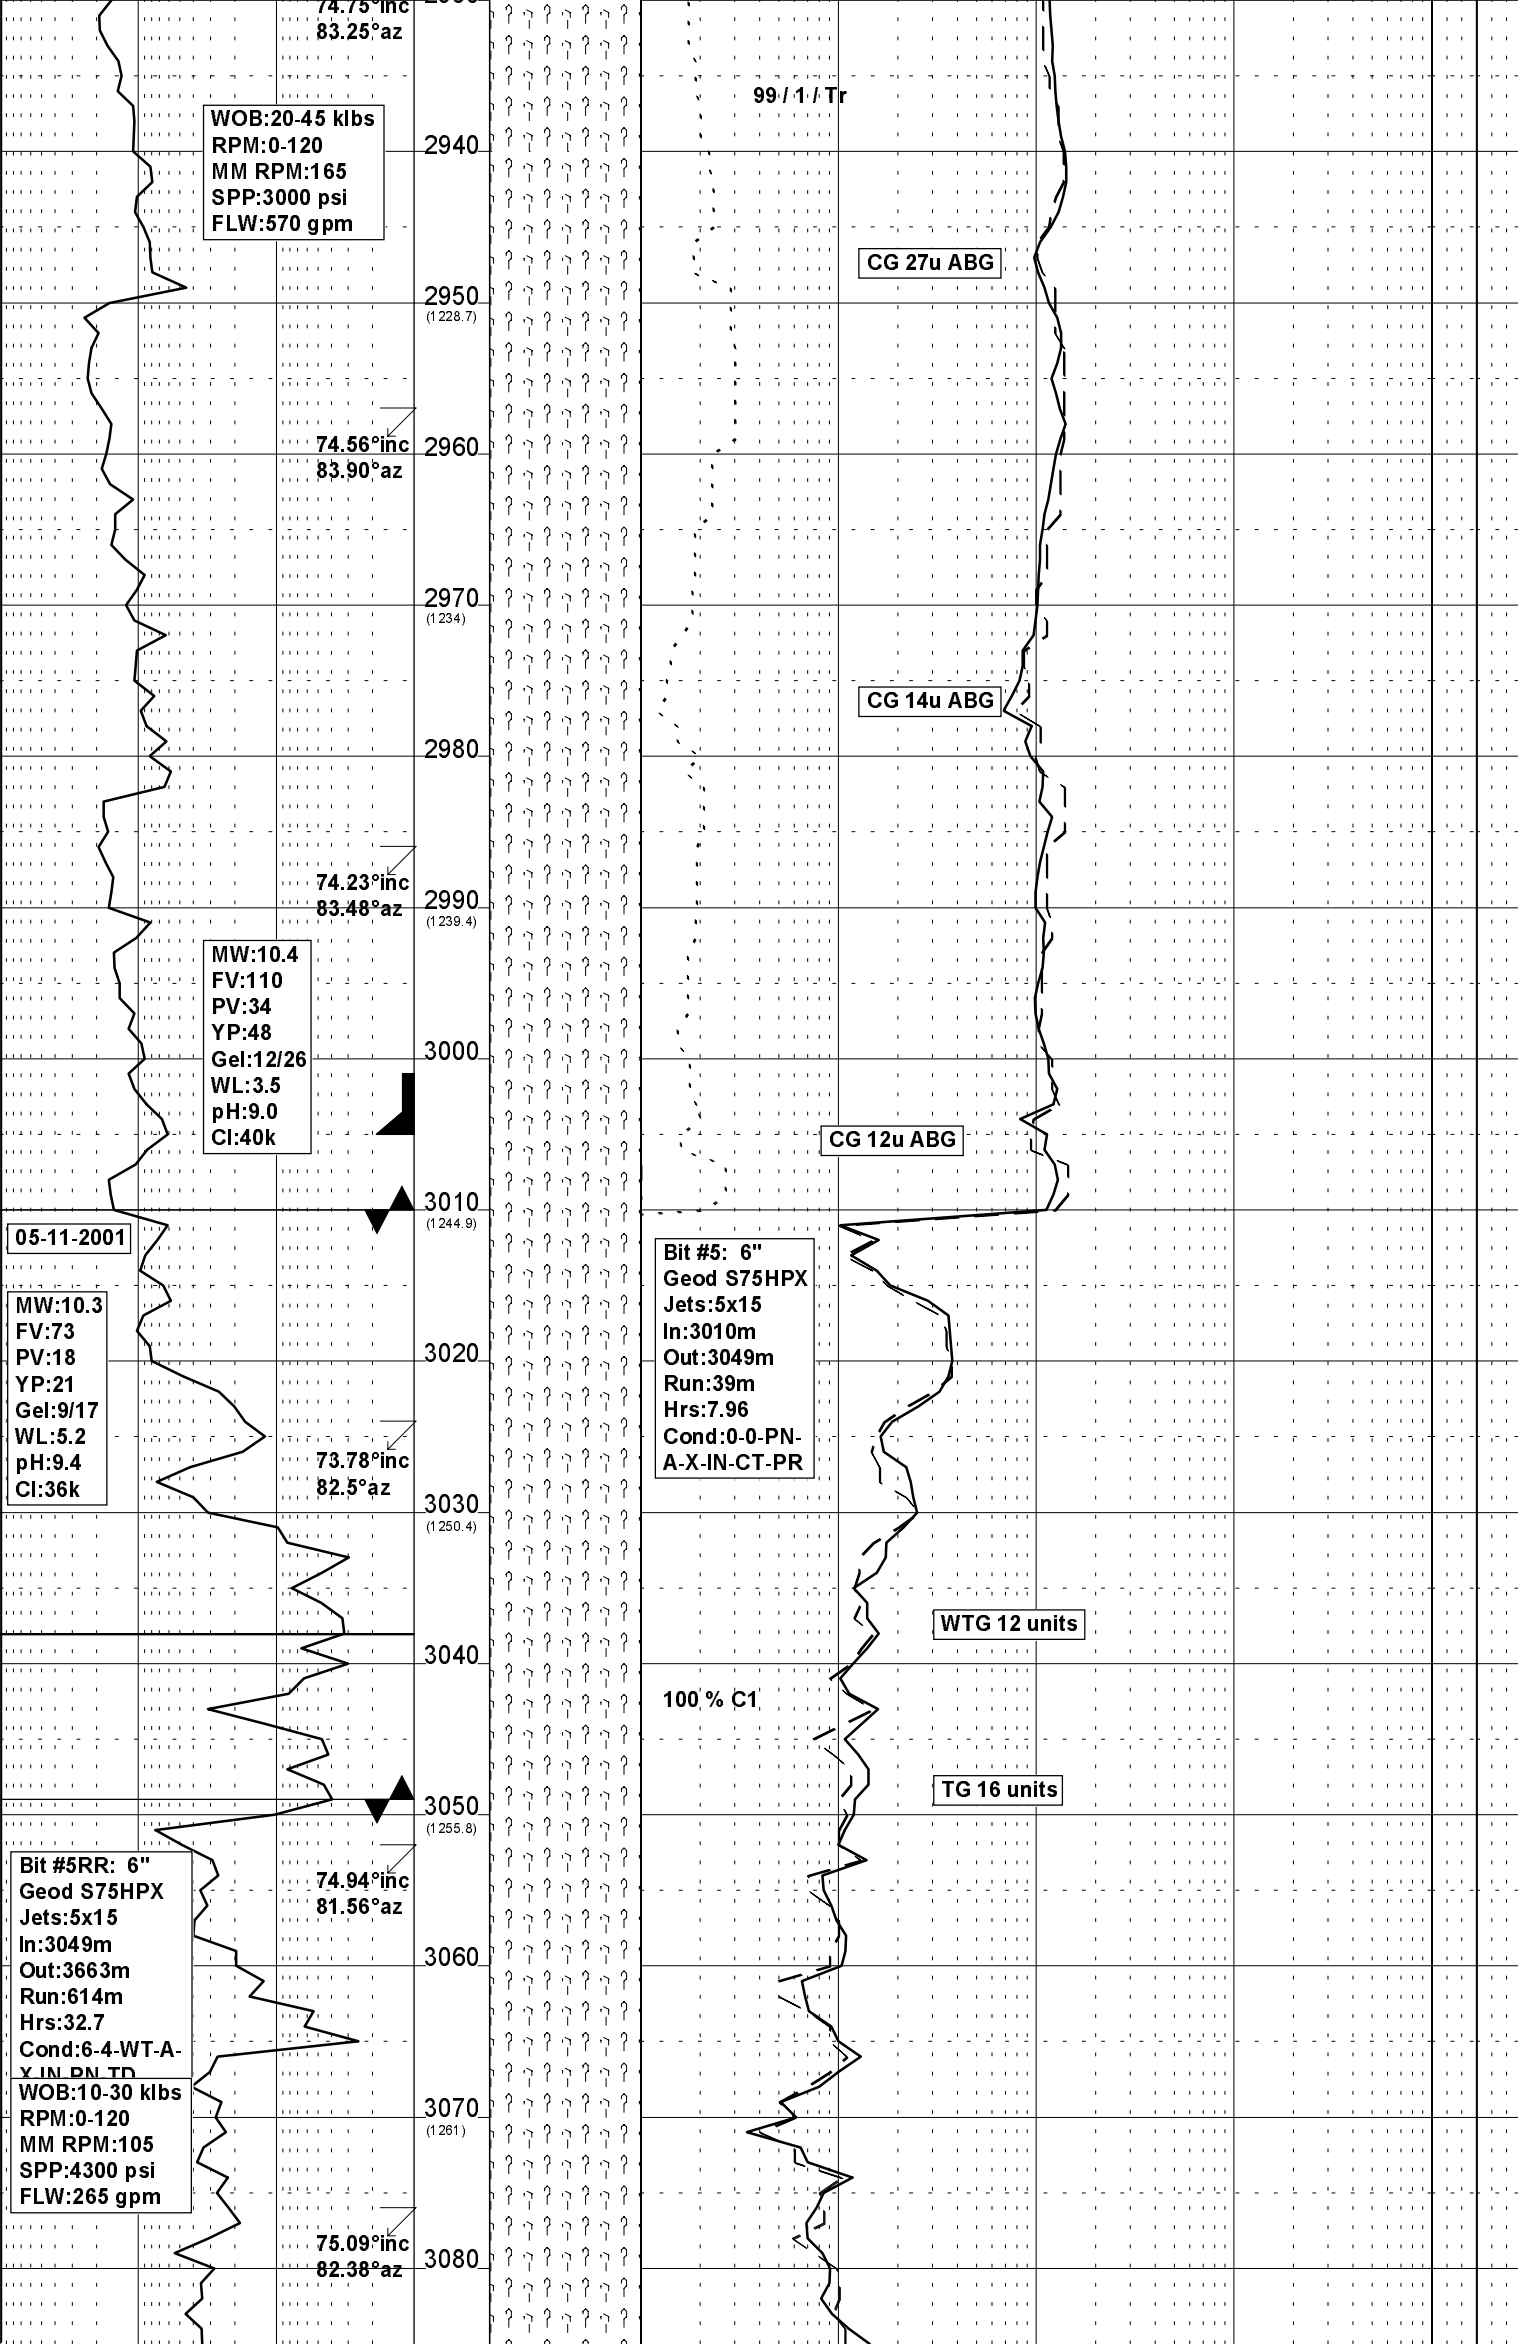 74.75°inc
83.25°az
99 / 1 / Tr
WOB:20-45 klbs
RPM:0-120
MM RPM:165
SPP:3000 psi
FLW:570 gpm
2940
CG 27u ABG
2950
(1228.7)
74.56°inc
83.90°az
2960
2970
(1234)
CG 14u ABG
2980
74.23°inc
83.48°az
2990
(1239.4)
MW:10.4
FV:110
PV:34
YP:48
Gel:12/26
WL:3.5
pH:9.0
Cl:40k
3000
CG 12u ABG
3010
(1244.9)
05-11-2001
MW:10.3
FV:73
PV:18
YP:21
Gel:9/17
WL:5.2
pH:9.4
Cl:36k
Bit #5: 6"
Geod S75HPX
Jets:5x15
In:3010m
Out:3049m
Run:39m
Hrs:7.96
Cond:0-0-PN-
A-X-IN-CT-PR
3020
73.78°inc
82.5°az
3030
(1250.4)
WTG 12 units
3040
100 % C1
TG 16 units
3050
(1255.8)
Bit #5RR: 6"
Geod S75HPX
Jets:5x15
In:3049m
Out:3663m
Run:614m
Hrs:32.7
Cond:6-4-WT-A-
X-IN-PN-TD
74.94°inc
81.56°az
3060
WOB:10-30 klbs
RPM:0-120
MM RPM:105
SPP:4300 psi
FLW:265 gpm
3070
(1261)
75.09°inc
82.38°az
3080